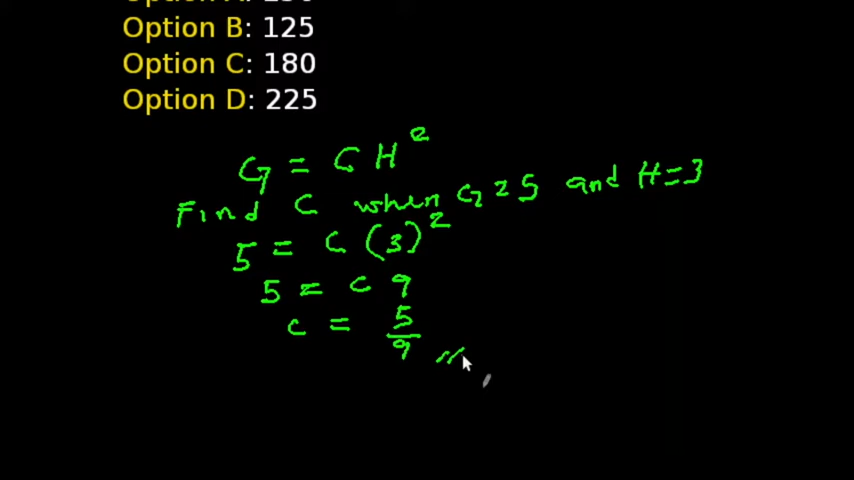 Option B: 125
Option C: 180
Option D: 225
G = C H²
Find C when G = 5 and H = 3
5 = C (3)²
5 = C 9
C = 5/9